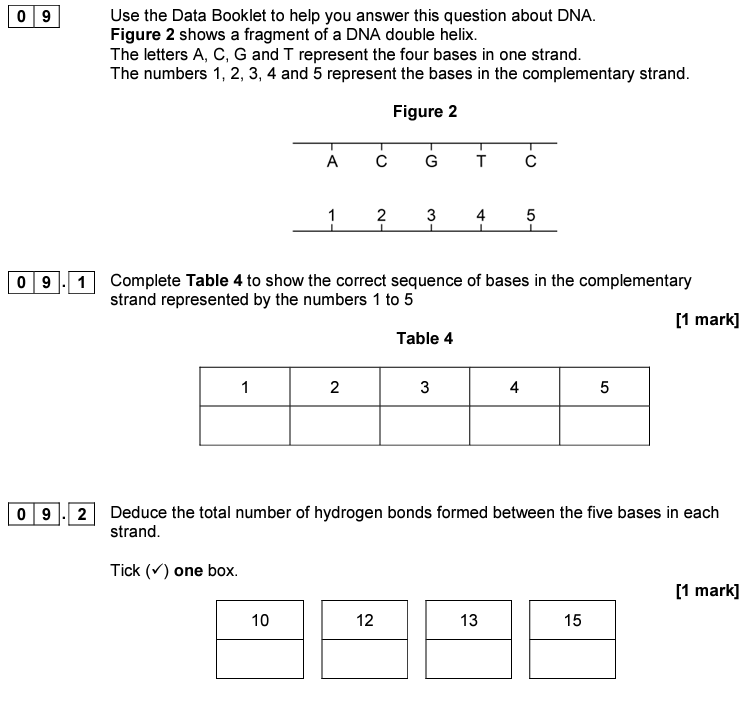 0 9 Use the Data Booklet to help you answer this question about DNA.
Figure 2 shows a fragment of a DNA double helix.
The letters A, C, G and T represent the four bases in one strand.
The numbers 1, 2, 3, 4 and 5 represent the bases in the complementary strand.
Figure 2
A C G T C
1 2 3 4 5
0 9 . 1 Complete Table 4 to show the correct sequence of bases in the complementary
strand represented by the numbers 1 to 5
[1 mark]
Table 4
1 2 3 4 5
0 9 . 2 Deduce the total number of hydrogen bonds formed between the five bases in each
strand.
Tick (✓) one box.
[1 mark]
10 12 13 15